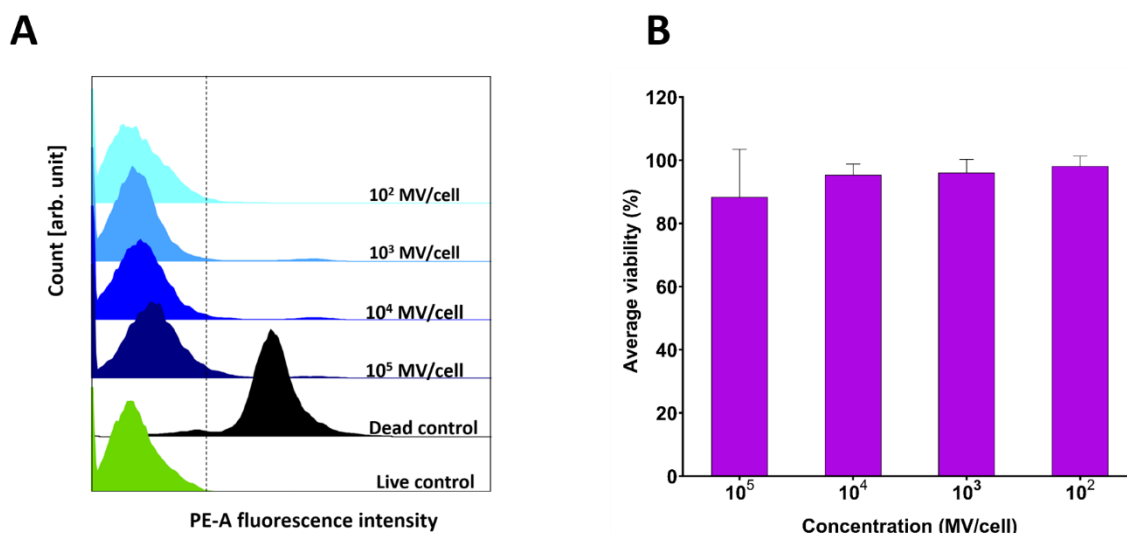 A
Count [arb. unit]
10² MV/cell
10³ MV/cell
10⁴ MV/cell
10⁵ MV/cell
Dead control
Live control
PE-A fluorescence intensity
B
Average viability (%)
120
100
80
60
40
20
0
10⁵ 10⁴ 10³ 10²
Concentration (MV/cell)